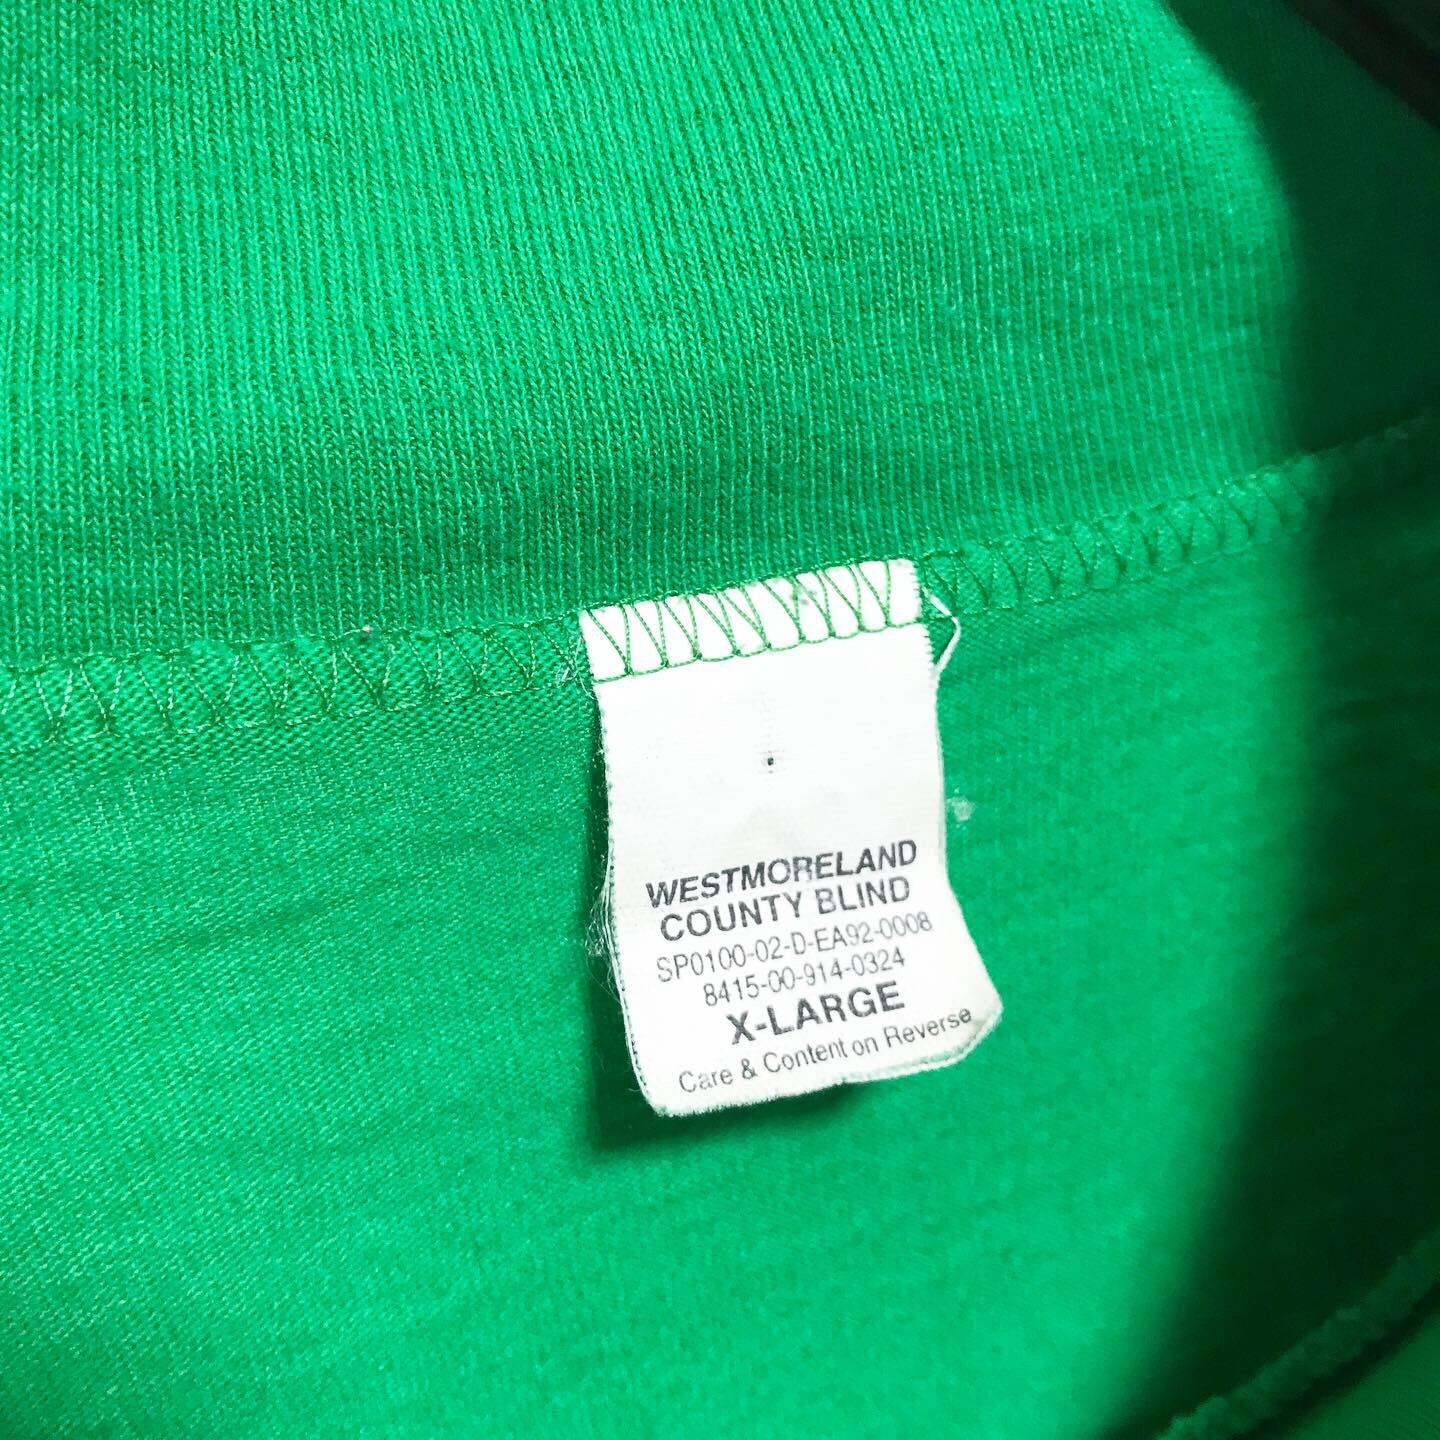 WESTMORELAND
COUNTY BLIND
SP0100-02-D-EA92-0008
8415-00-914-0324
X-LARGE
Care & Content on Reverse